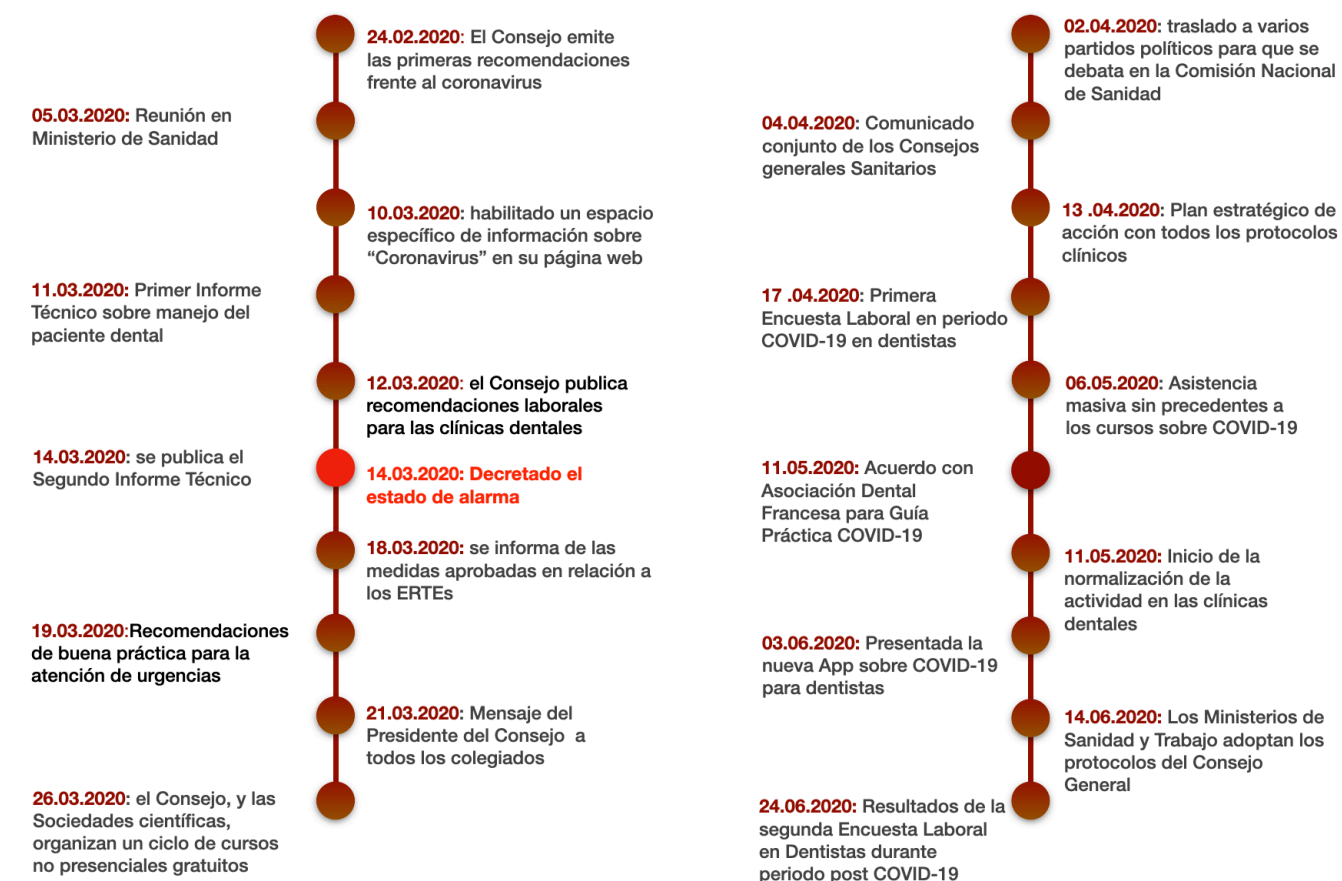 24.02.2020: El Consejo emite
las primeras recomendaciones
frente al coronavirus
05.03.2020: Reunión en
Ministerio de Sanidad
10.03.2020: habilitado un espacio
específico de información sobre
“Coronavirus” en su página web
11.03.2020: Primer Informe
Técnico sobre manejo del
paciente dental
12.03.2020: el Consejo publica
recomendaciones laborales
para las clínicas dentales
14.03.2020: se publica el
Segundo Informe Técnico
14.03.2020: Decretado el
estado de alarma
18.03.2020: se informa de las
medidas aprobadas en relación a
los ERTEs
19.03.2020:Recomendaciones
de buena práctica para la
atención de urgencias
21.03.2020: Mensaje del
Presidente del Consejo a
todos los colegiados
26.03.2020: el Consejo, y las
Sociedades científicas,
organizan un ciclo de cursos
no presenciales gratuitos
02.04.2020: traslado a varios
partidos políticos para que se
debata en la Comisión Nacional
de Sanidad
04.04.2020: Comunicado
conjunto de los Consejos
generales Sanitarios
13 .04.2020: Plan estratégico de
acción con todos los protocolos
clínicos
17 .04.2020: Primera
Encuesta Laboral en periodo
COVID-19 en dentistas
06.05.2020: Asistencia
masiva sin precedentes a
los cursos sobre COVID-19
11.05.2020: Acuerdo con
Asociación Dental
Francesa para Guía
Práctica COVID-19
11.05.2020: Inicio de la
normalización de la
actividad en las clínicas
dentales
03.06.2020: Presentada la
nueva App sobre COVID-19
para dentistas
14.06.2020: Los Ministerios de
Sanidad y Trabajo adoptan los
protocolos del Consejo
General
24.06.2020: Resultados de la
segunda Encuesta Laboral
en Dentistas durante
periodo post COVID-19